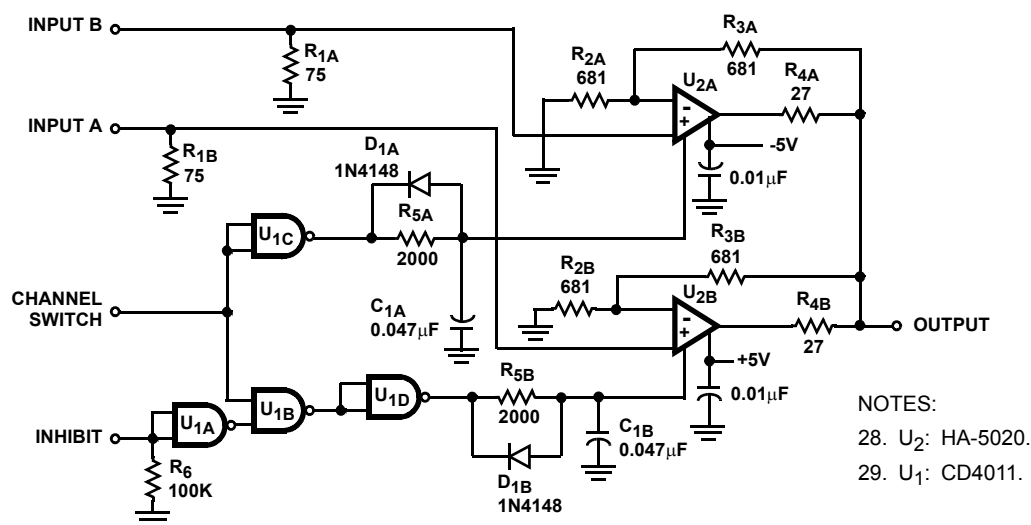 INPUT B
R1A
75
INPUT A
R1B
75
D1A
1N4148
U1C
R5A
2000
C1A
0.047µF
CHANNEL
SWITCH
U1A
U1B
U1D
INHIBIT
R6
100K
R5B
2000
D1B
1N4148
C1B
0.047µF
R2A
681
R3A
681
U2A
-
+
R4A
27
-5V
0.01µF
R2B
681
R3B
681
U2B
-
+
R4B
27
OUTPUT
+5V
0.01µF
NOTES:
28. U2: HA-5020.
29. U1: CD4011.